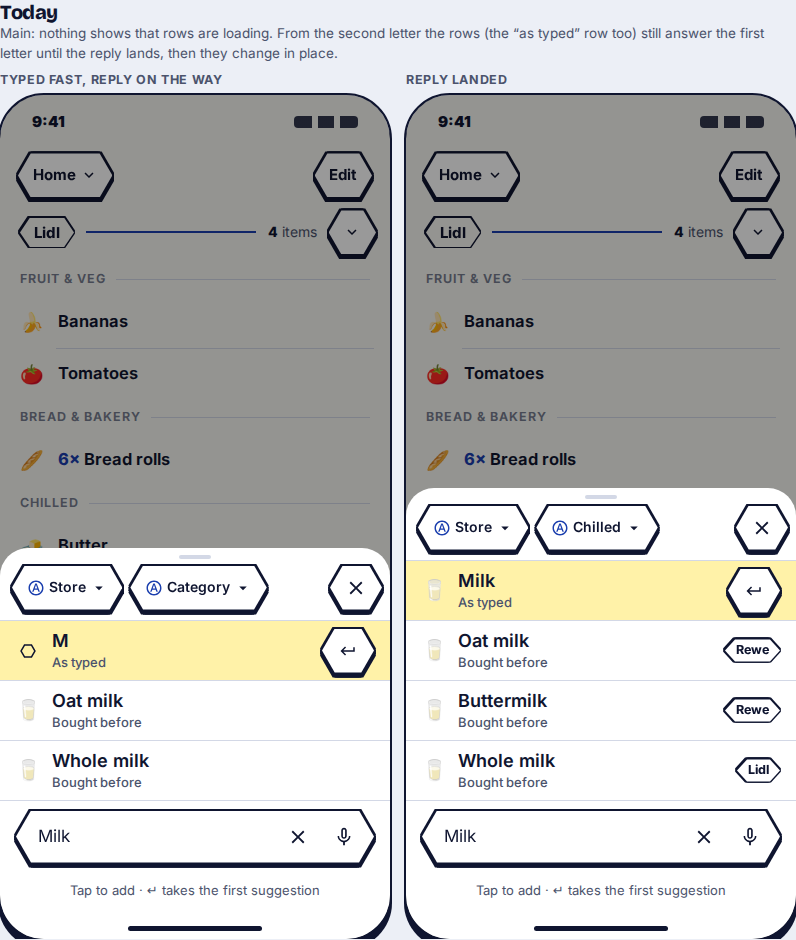 Today
Main: nothing shows that rows are loading. From the second letter the rows (the “as typed” row too) still answer the first
letter until the reply lands, then they change in place.
TYPED FAST, REPLY ON THE WAY
9:41
Home
Edit
Lidl
4 items
FRUIT & VEG
Bananas
Tomatoes
BREAD & BAKERY
6× Bread rolls
CHILLED
Butter
A Store
A Category
M
As typed
Oat milk
Bought before
Whole milk
Bought before
Milk
Tap to add · ↵ takes the first suggestion
REPLY LANDED
9:41
Home
Edit
Lidl
4 items
FRUIT & VEG
Bananas
Tomatoes
BREAD & BAKERY
6× Bread rolls
A Store
A Chilled
Milk
As typed
Oat milk
Bought before
Rewe
Buttermilk
Bought before
Rewe
Whole milk
Bought before
Lidl
Milk
Tap to add · ↵ takes the first suggestion